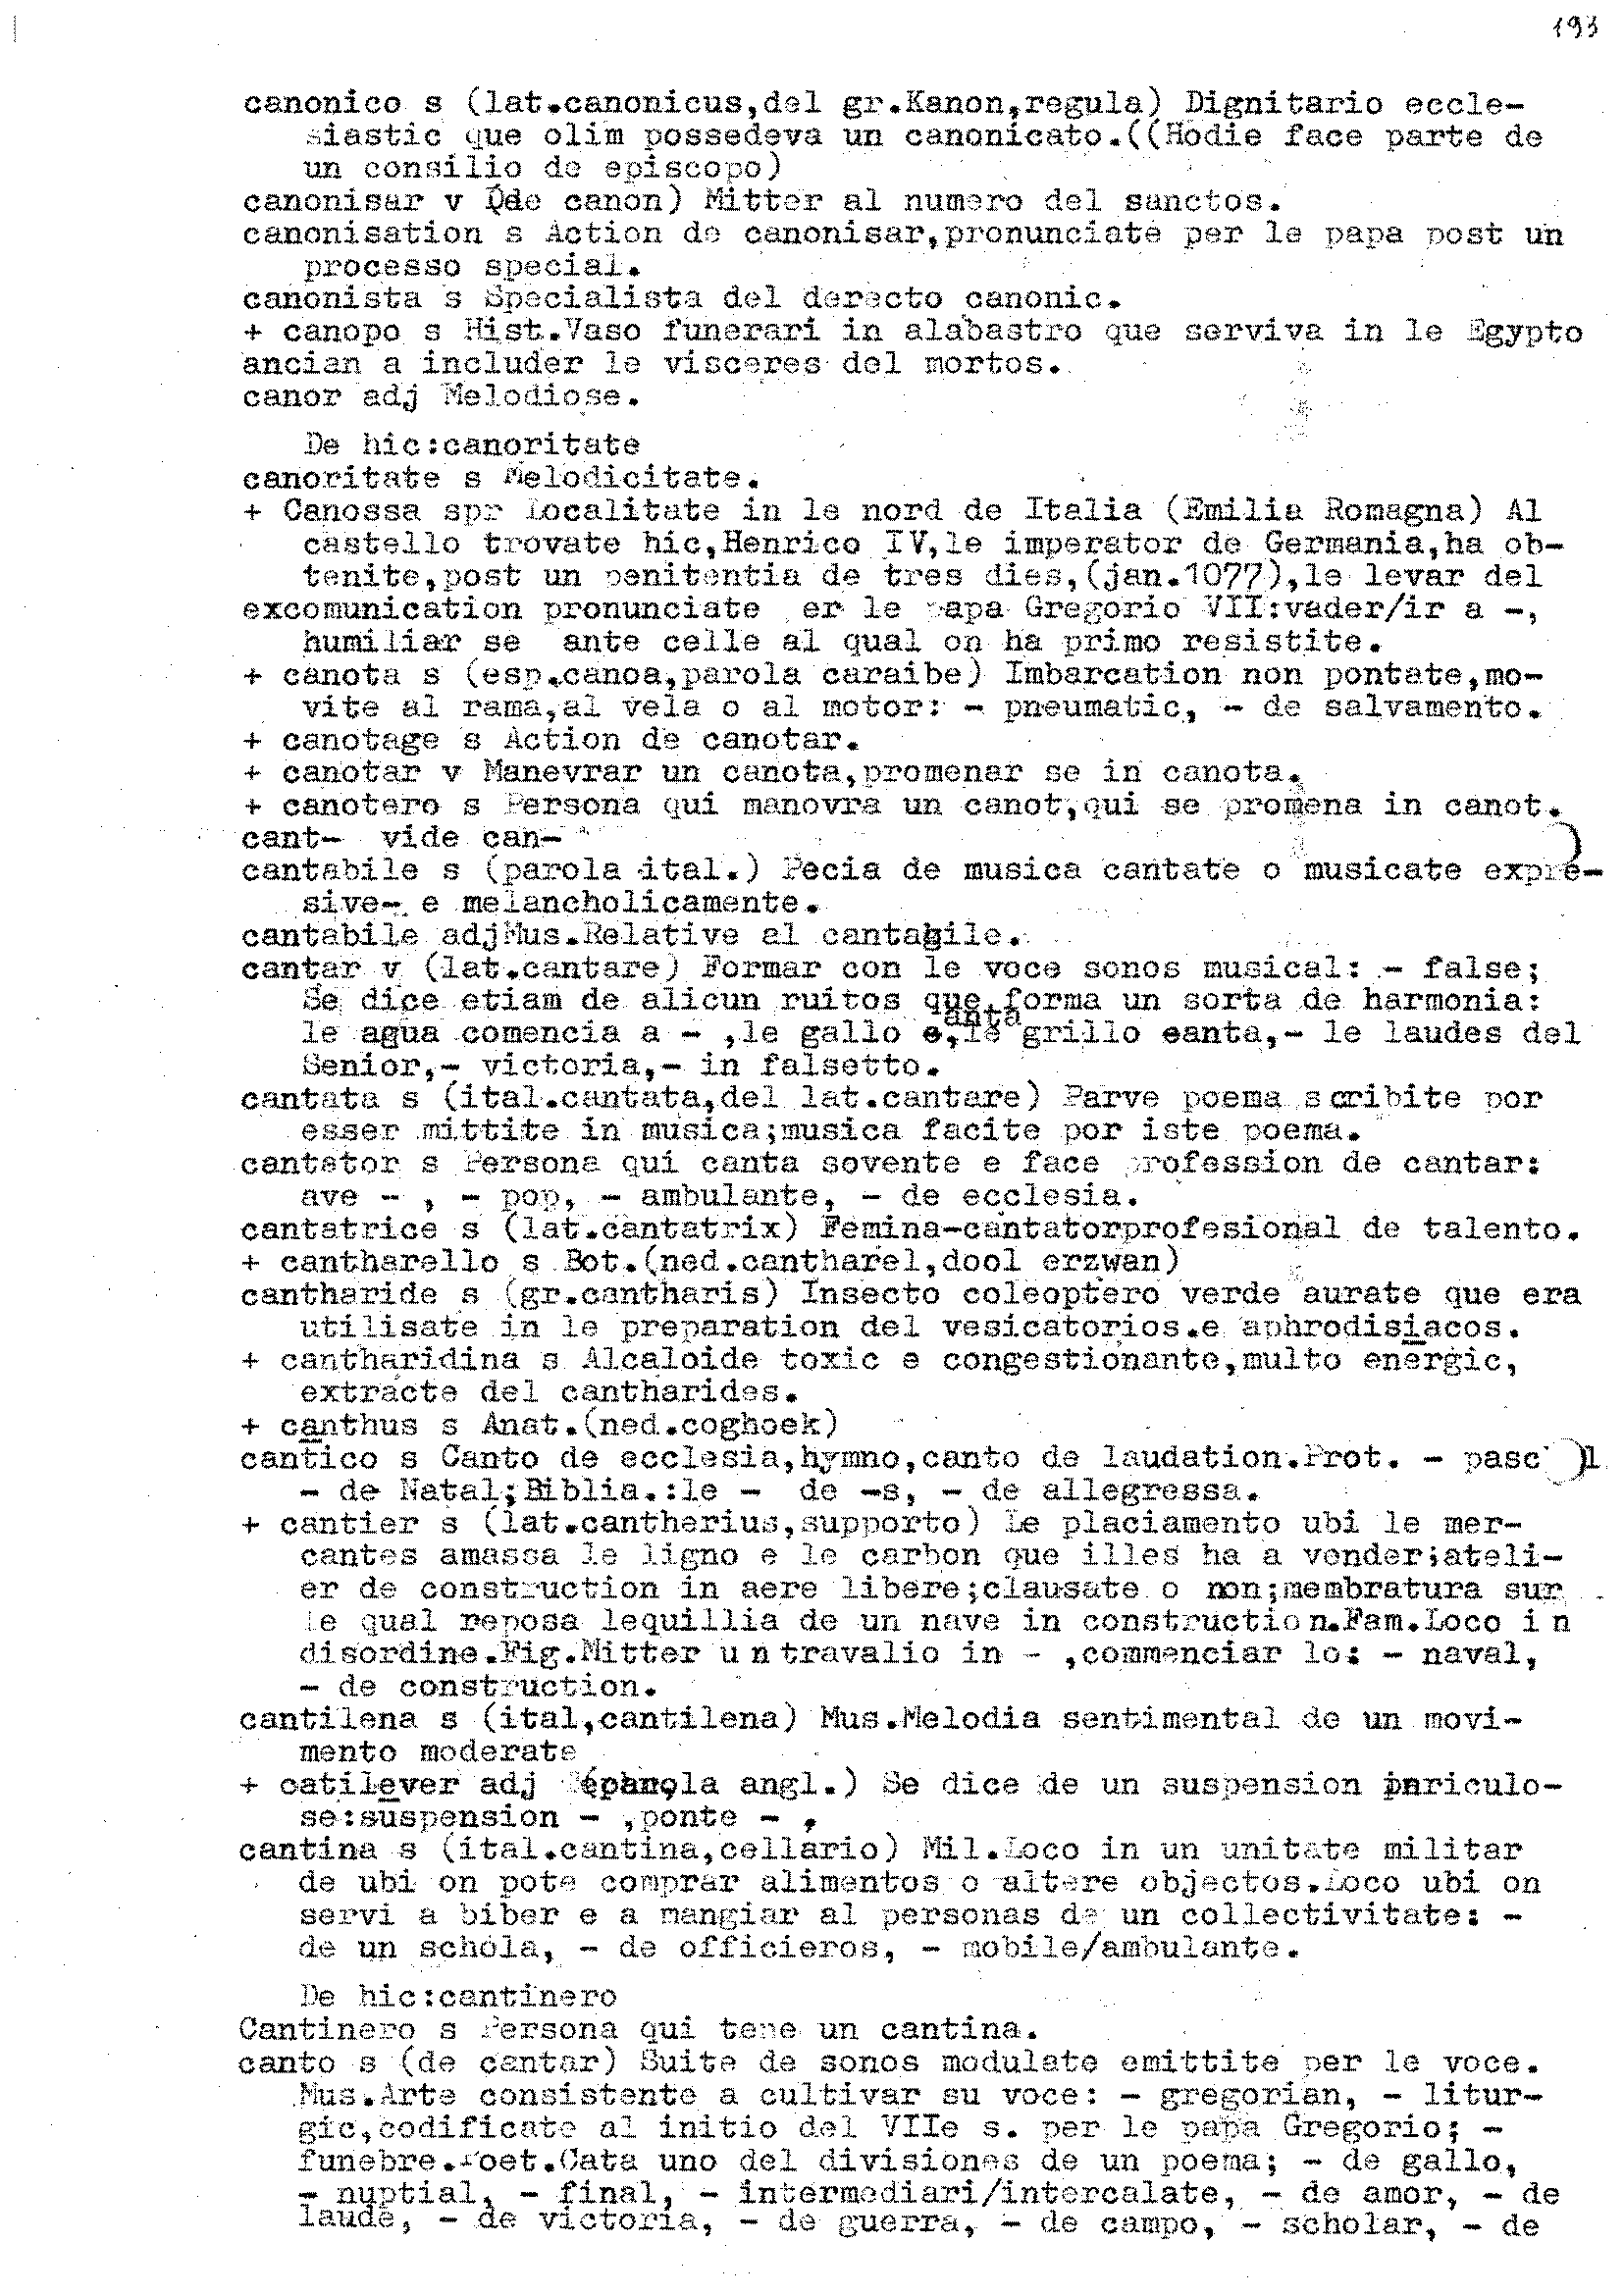 193
canonico s (lat.canonicus,del gr.Kanon,regula) Dignitario eccle-
siastic que olim possedeva un canonicato.((Hodie face parte de
un consilio de episcopo)
canonisar v (de canon) Mitter al numero del sanctos.
canonisation s Action de canonisar,pronunciate per le papa post un
processo special.
canonista s Specialista del derecto canonic.
+ canopo s Hist.Vaso funerari in alabastro que serviva in le Egypto
ancian a includer le visceres del mortos.
canor adj Melodiose.
De hic:canoritate
canoritate s Melodicitate.
+ Canossa spr Localitate in le nord de Italia (Emilia Romagna) Al
castello trovate hic,Henrico IV,le imperator de Germania,ha ob-
tenite,post un penitentia de tres dies,(jan.1077),le levar del
excomunication pronunciate er le papa Gregorio VII:vader/ir a -,
humiliar se ante celle al qual on ha primo resistite.
+ canota s (esp.canoa,parola caraibe) Imbarcation non pontate,mo-
vite al rama,al vela o al motor: - pneumatic, - de salvamento.
+ canotage s Action de canotar.
+ canotar v Manevrar un canota,promenar se in canota.
+ canotero s Persona qui manovra un canot,qui se promena in canot.
cant- vide can-
cantabile s (parola ital.) Pecia de musica cantate o musicate expre-
sive- e melancholicamente.
cantabile adjMus.Relative al cantabile.
cantar v (lat.cantare) Formar con le voce sonos musical: - false;
Se dice etiam de alicun ruitos que forma un sorta de harmonia:
le agua comencia a - ,le gallo canta,le grillo canta,- le laudes del
Senior,- victoria,- in falsetto.
cantata s (ital.cantata,del lat.cantare) Parve poema scribite por
esser mittite in musica;musica facite por iste poema.
cantator s Persona qui canta sovente e face profession de cantar:
ave - , - pop, - ambulante, - de ecclesia.
cantatrice s (lat.cantatrix) Femina-cantatorprofesional de talento.
+ cantharello s Bot.(ned.cantharel,dool erzwan)
cantharide s (gr.cantharis) Insecto coleoptero verde aurate que era
utilisate in le preparation del vesicatorios.e aphrodisiacos.
+ cantharidina s Alcaloide toxic e congestionante,multo energic,
extracte del cantharides.
+ canthus s Anat.(ned.coghoek)
cantico s Canto de ecclesia,hymno,canto de laudation.Prot. - pasc l
- de Natal;Biblia.:le - de -s, - de allegressa.
+ cantier s (lat.cantherius,supporto) Le placiamento ubi le mer-
cantes amassa le ligno e le carbon que illes ha a vender;ateli-
er de construction in aere libere;clausate o non;membratura sur
le qual reposa lequillia de un nave in construction.Fam.Loco in
disordine.Fig.Mitter un travalio in - ,commenciar lo: - naval,
- de construction.
cantilena s (ital,cantilena) Mus.Melodia sentimental de un movi-
mento moderate
+ catilever adj (parola angl.) Se dice de un suspension periculo-
se:suspension - ,ponte - ,
cantina s (ital.cantina,cellario) Mil.Loco in un unitate militar
de ubi on pote comprar alimentos o altere objectos.Loco ubi on
servi a biber e a mangiar al personas de un collectivitate: -
de un schola, - de officieros, - mobile/ambulante.
De hic:cantinero
Cantinero s Persona qui tene un cantina.
canto s (de cantar) Suite de sonos modulate emittite per le voce.
Mus.Arte consistente a cultivar su voce: - gregorian, - litur-
gic,codificate al initio del VIIe s. per le papa Gregorio; -
funebre.Poet.Cata uno del divisiones de un poema; - de gallo,
- nuptial, - final, - intermediari/intercalate, - de amor, - de
laude, - de victoria, - de guerra, - de campo, - scholar, - de